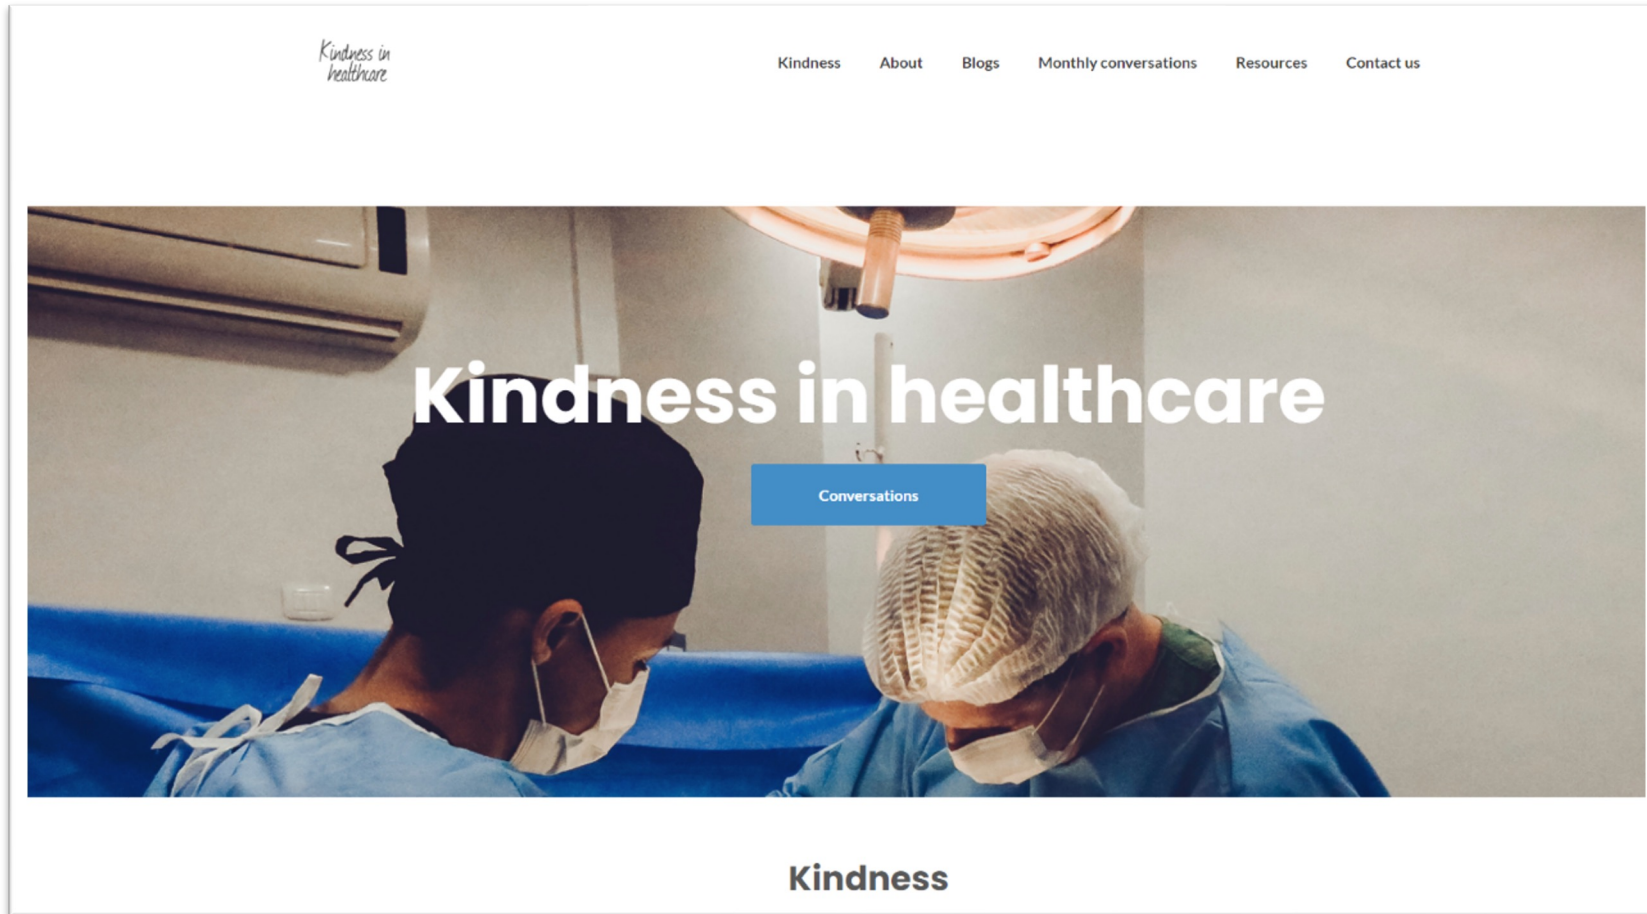 Kindness in
healthcare
Kindness About Blogs Monthly conversations Resources Contact us
Kindness in healthcare
Conversations
Kindness